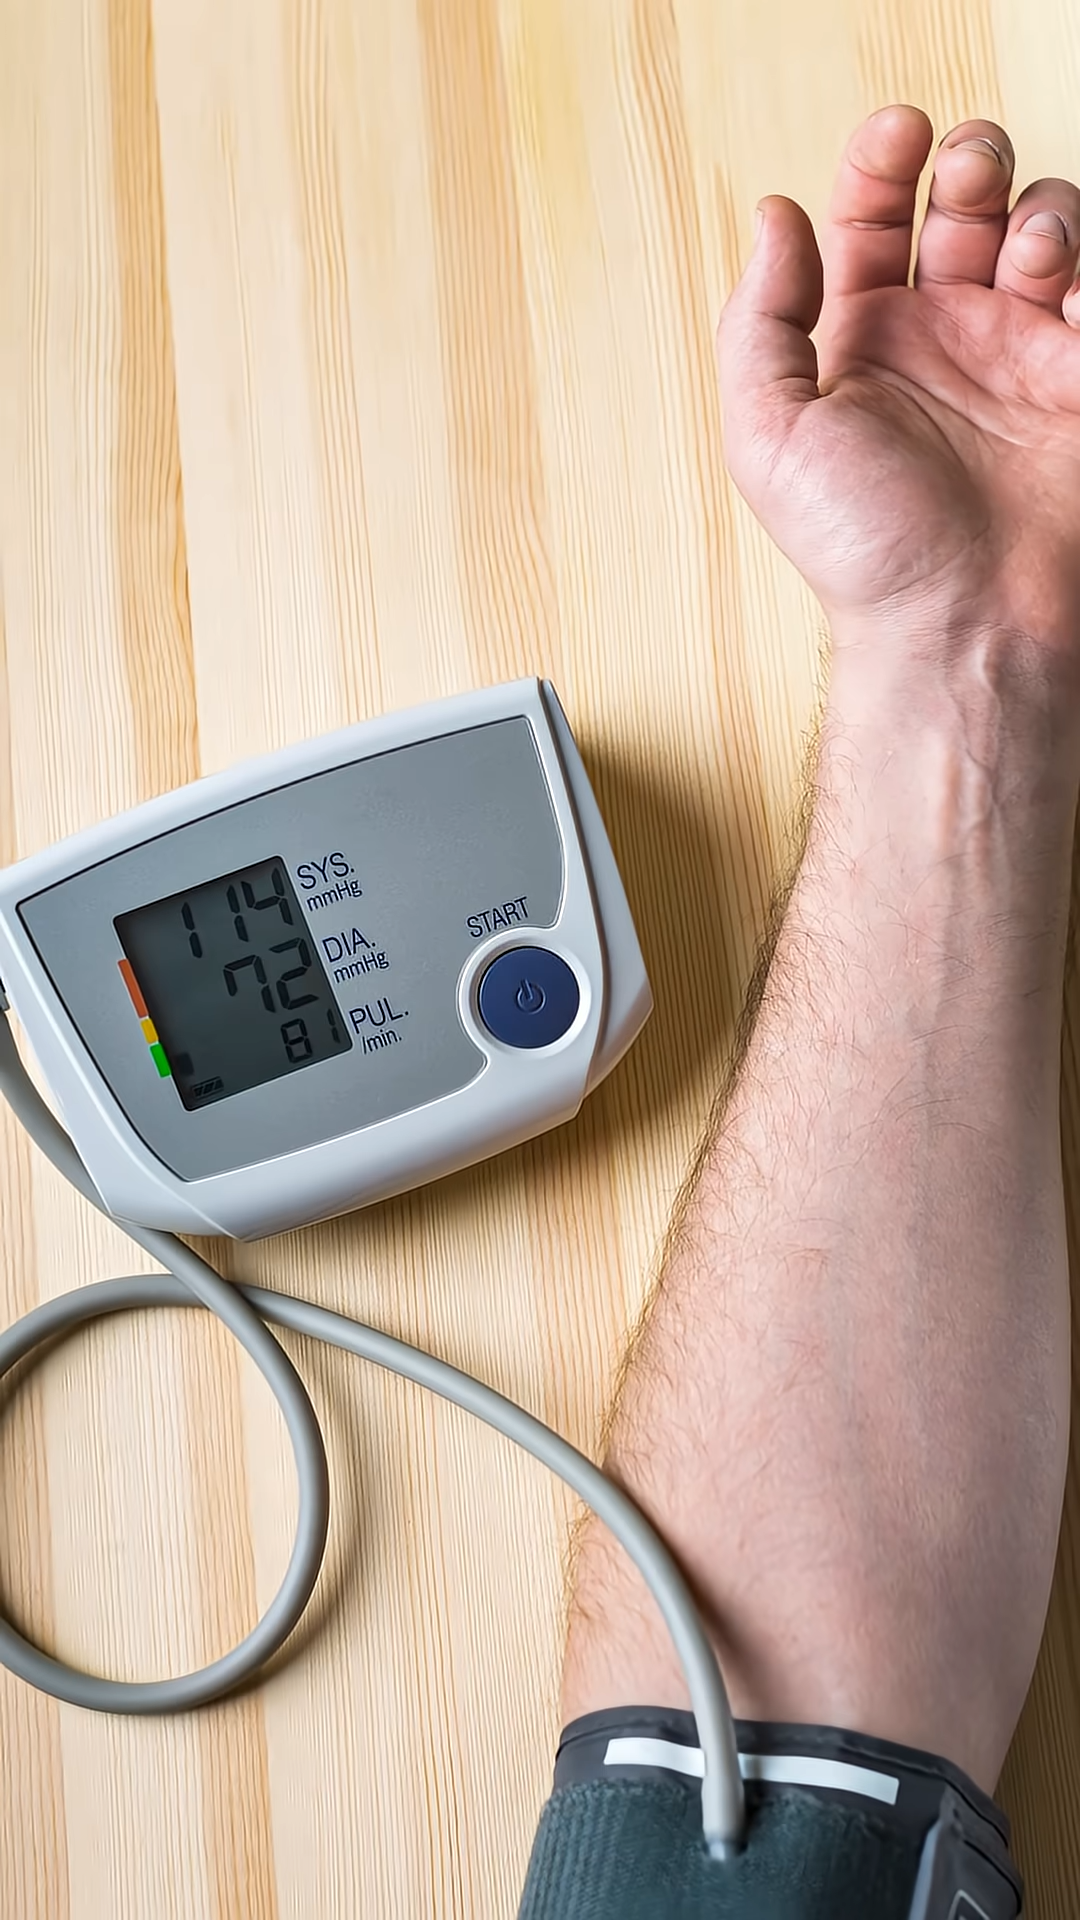 114 SYS.
mmHg
72 DIA.
mmHg
81 PUL.
/min.
START